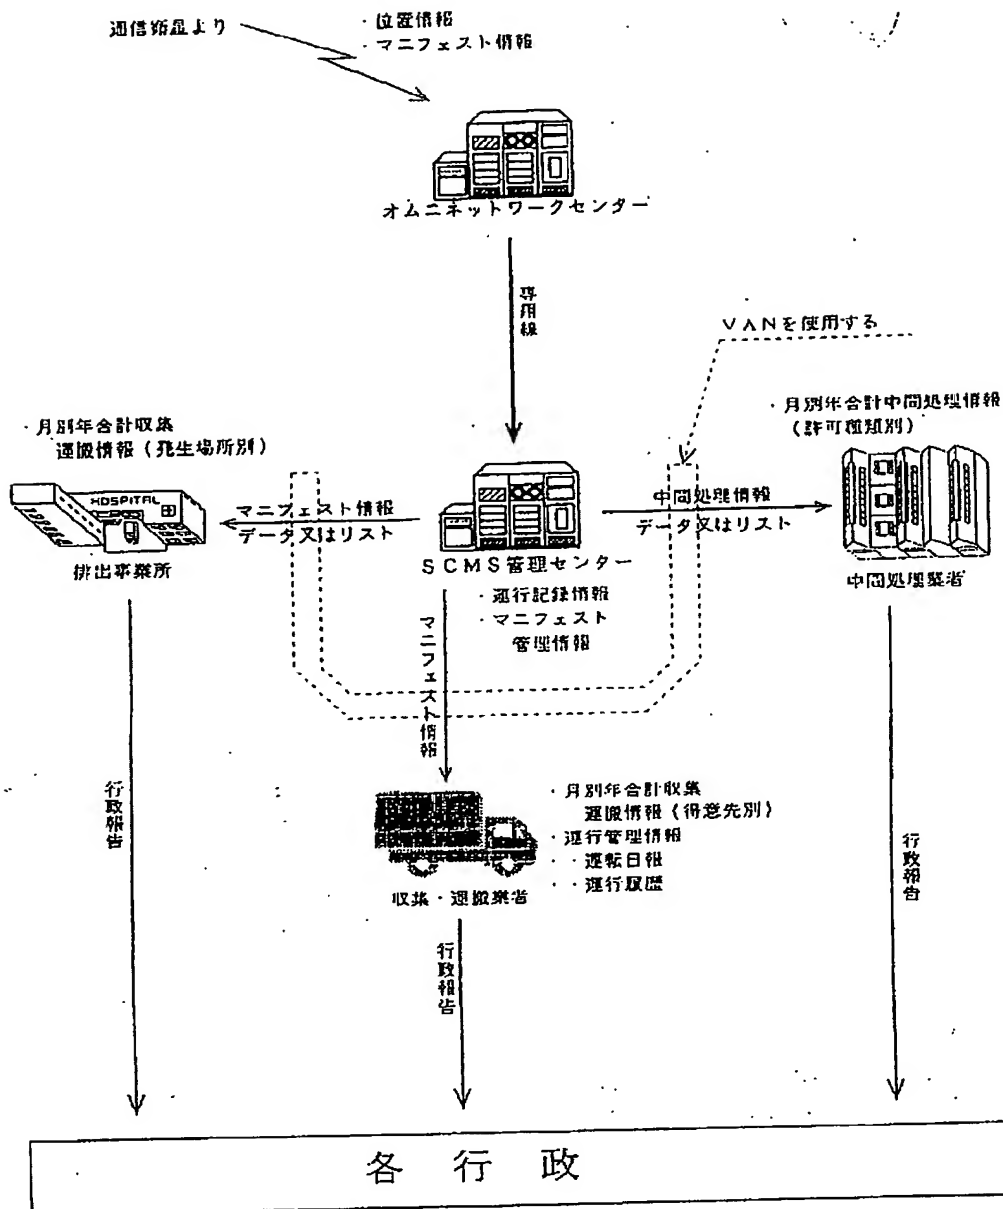 通信衛星より
・位置情報
・マニフェスト情報
オムニネットワークセンター
専用線
VANを使用する
・月別年合計収集
運搬情報（発生場所別）
・月別年合計中間処理情報
（許可種類別）
HOSPITAL
マニフェスト情報
データ又はリスト
中間処理情報
データ又はリスト
排出事業所
SCMS管理センター
中間処理業者
・運行記録情報
・マニフェスト
管理情報
マニフェスト情報
・月別年合計収集
運搬情報（得意先別）
・運行管理情報
・・運転日報
・・運行履歴
収集・運搬業者
行政報告
行政報告
行政報告
各行政